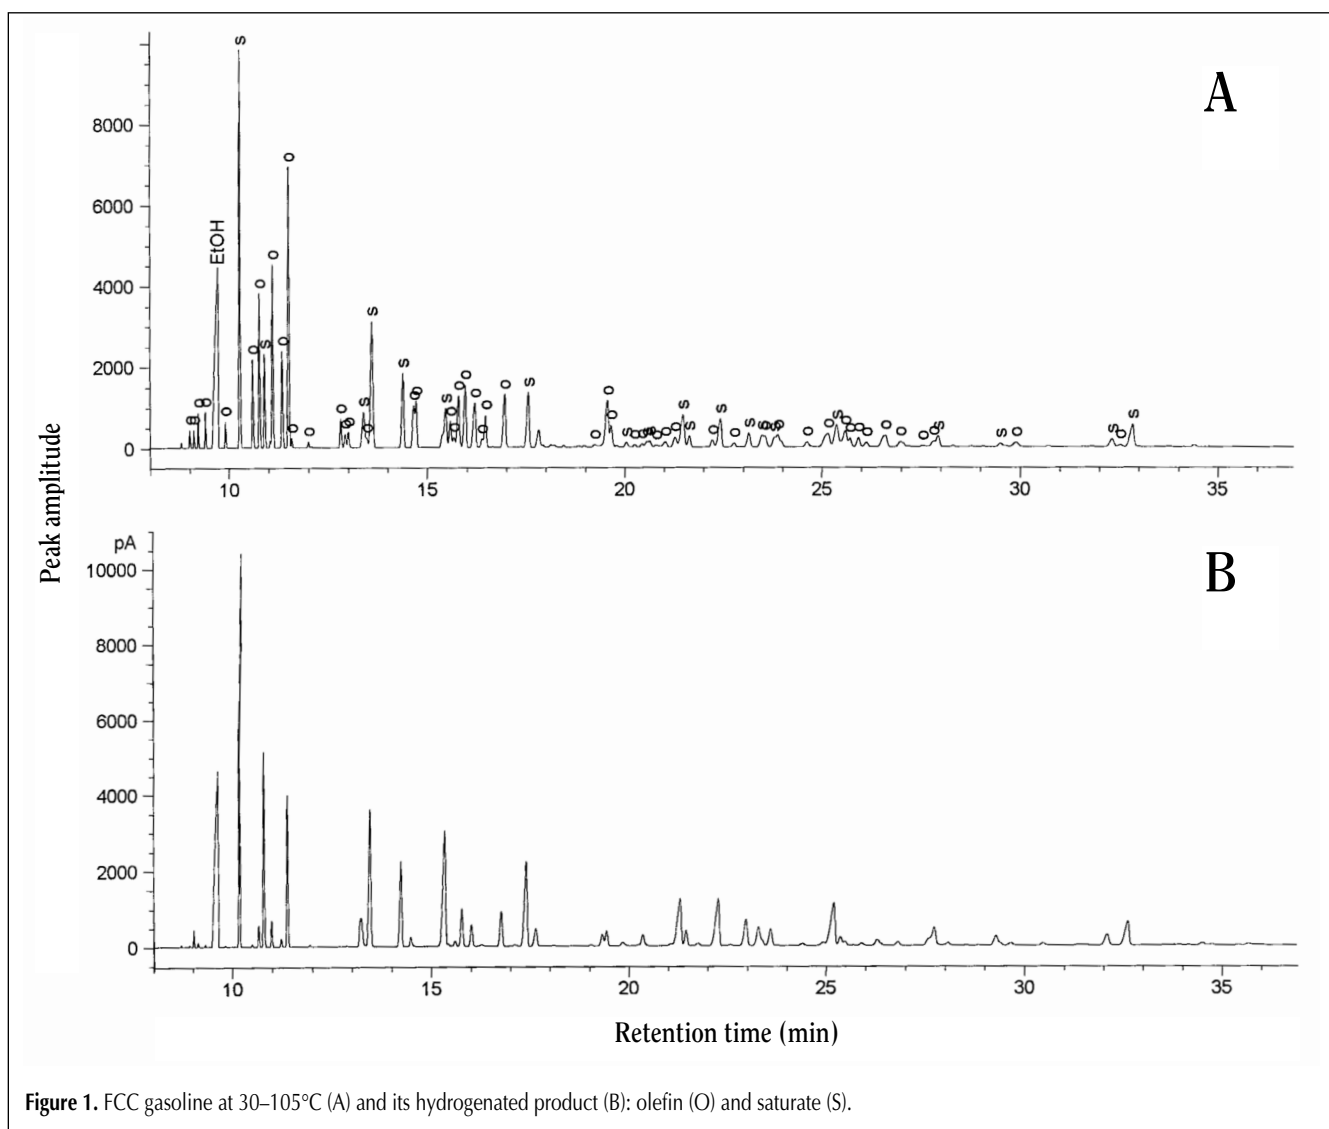 A
8000
6000
4000
2000
0
EtOH
S
O
O
O
O
O
O
S
O
O
O
O
O
O
O
O
S
O
S
S
O
S
O
O
O
O
O
O
O
S
O
O
O
S
O
O
S
S
O
S
O
O
S
O
O
S
O
O
O
O
O
O
O
S
S
O
S
O
S
10 15 20 25 30 35
Peak amplitude
B
pA
10000
8000
6000
4000
2000
0
10 15 20 25 30 35
Retention time (min)
Figure 1. FCC gasoline at 30–105°C (A) and its hydrogenated product (B): olefin (O) and saturate (S).